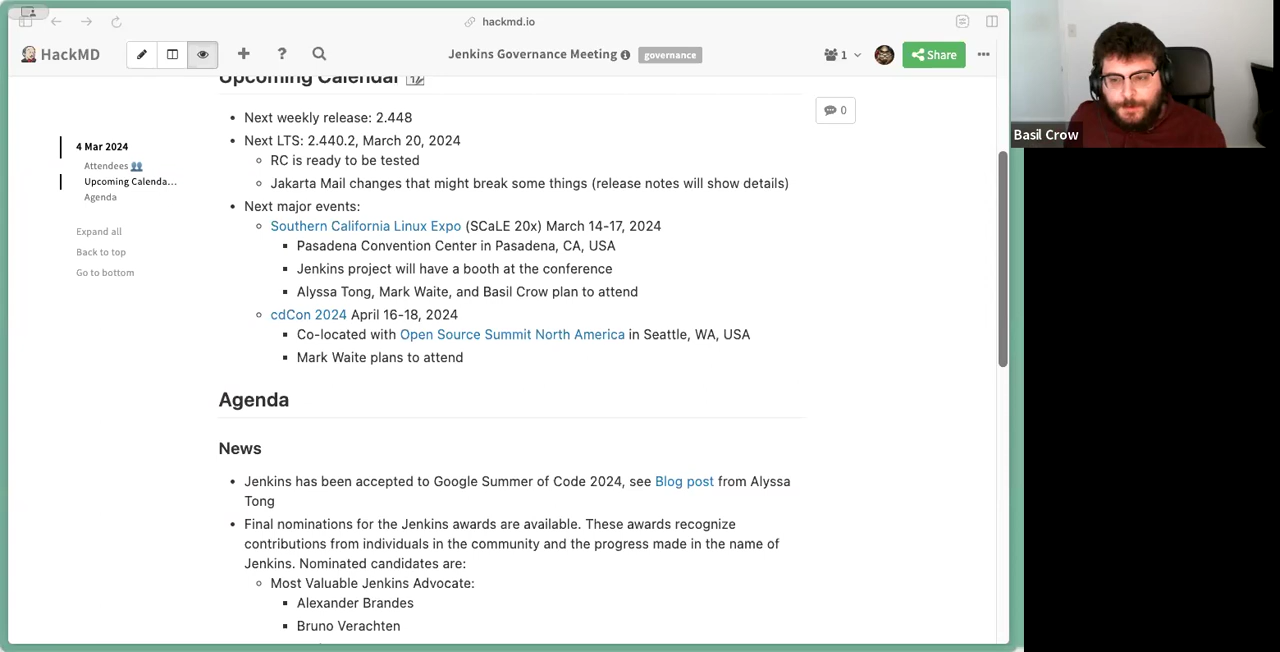 hackmd.io
HackMD
Jenkins Governance Meeting governance
1
Share
Upcoming Calendar
0
Next weekly release: 2.448
Next LTS: 2.440.2, March 20, 2024
RC is ready to be tested
Jakarta Mail changes that might break some things (release notes will show details)
Next major events:
Southern California Linux Expo (SCaLE 20x) March 14-17, 2024
Pasadena Convention Center in Pasadena, CA, USA
Jenkins project will have a booth at the conference
Alyssa Tong, Mark Waite, and Basil Crow plan to attend
cdCon 2024 April 16-18, 2024
Co-located with Open Source Summit North America in Seattle, WA, USA
Mark Waite plans to attend
Agenda
News
Jenkins has been accepted to Google Summer of Code 2024, see Blog post from Alyssa
Tong
Final nominations for the Jenkins awards are available. These awards recognize
contributions from individuals in the community and the progress made in the name of
Jenkins. Nominated candidates are:
Most Valuable Jenkins Advocate:
Alexander Brandes
Bruno Verachten
4 Mar 2024
Attendees
Upcoming Calenda...
Agenda
Expand all
Back to top
Go to bottom
Basil Crow